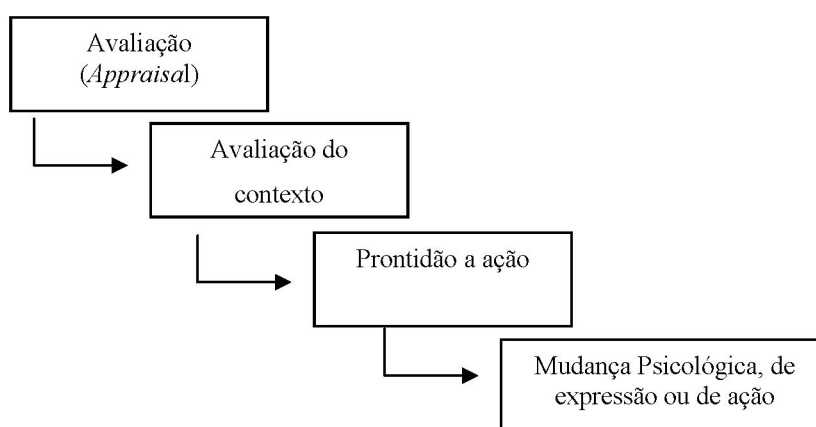 Avaliação
(Appraisal)
Avaliação do
contexto
Prontidão a ação
Mudança Psicológica, de
expressão ou de ação